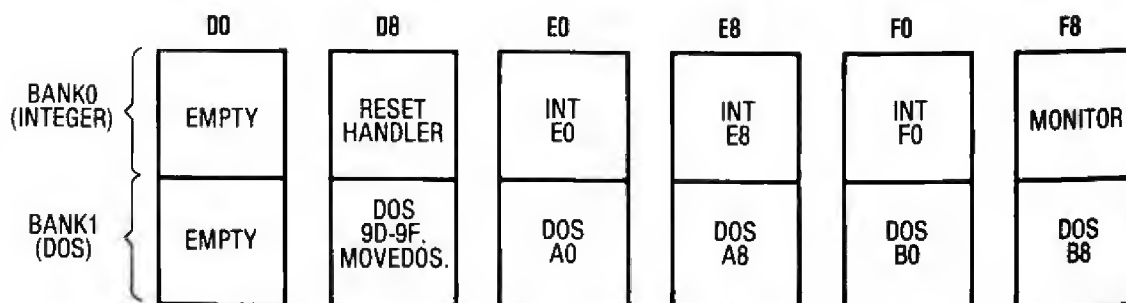 D0 D8 E0 E8 F0 F8
BANK0
(INTEGER)
EMPTY
RESET
HANDLER
INT
E0
INT
E8
INT
F0
MONITOR
BANK1
(DOS)
EMPTY
DOS
9D-9F.
MOVEDOS.
DOS
A0
DOS
A8
DOS
B0
DOS
B8